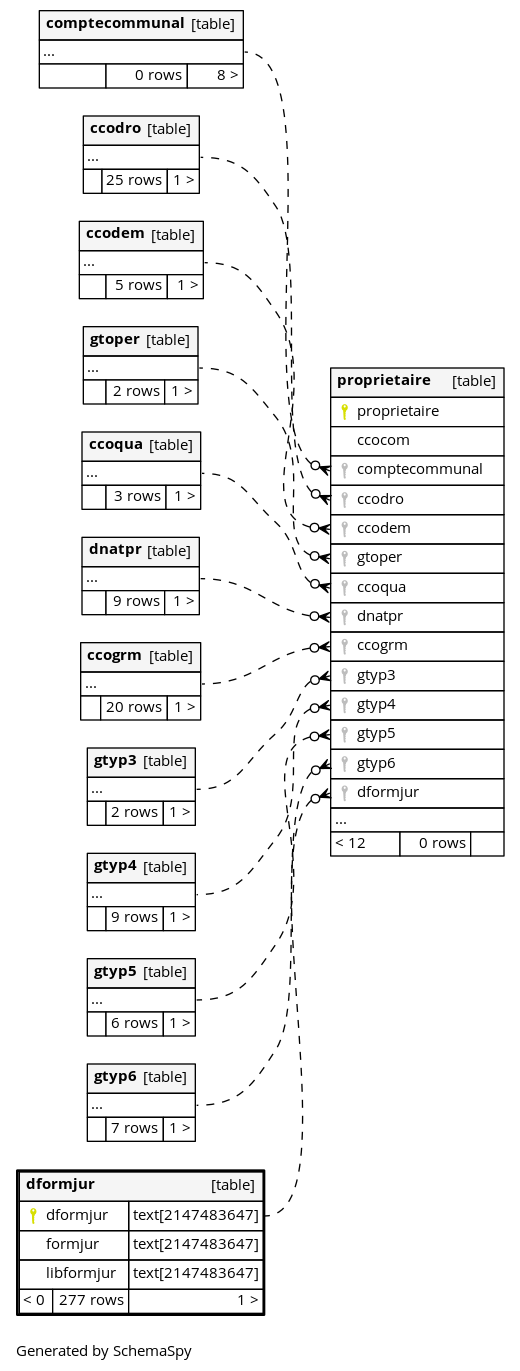 comptecommunal [table]
...
0 rows 8 >
ccodro [table]
...
25 rows 1 >
ccodem [table]
...
5 rows 1 >
gtoper [table]
...
2 rows 1 >
ccoqua [table]
...
3 rows 1 >
dnatpr [table]
...
9 rows 1 >
ccogrm [table]
...
20 rows 1 >
gtyp3 [table]
...
2 rows 1 >
gtyp4 [table]
...
9 rows 1 >
gtyp5 [table]
...
6 rows 1 >
gtyp6 [table]
...
7 rows 1 >
dformjur [table]
dformjur text[2147483647]
formjur text[2147483647]
libformjur text[2147483647]
< 0 277 rows 1 >
proprietaire [table]
proprietaire
ccocom
comptecommunal
ccodro
ccodem
gtoper
ccoqua
dnatpr
ccogrm
gtyp3
gtyp4
gtyp5
gtyp6
dformjur
...
< 12 0 rows
Generated by SchemaSpy